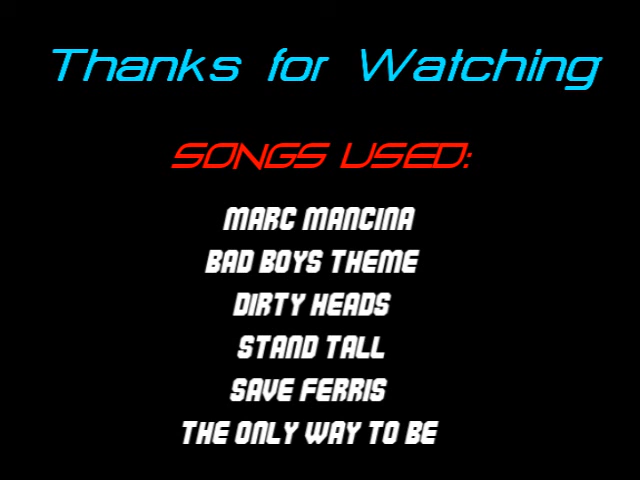 Thanks for Watching
SONGS USED:
MARC MANCINA
BAD BOYS THEME
DIRTY HEADS
STAND TALL
SAVE FERRIS
THE ONLY WAY TO BE